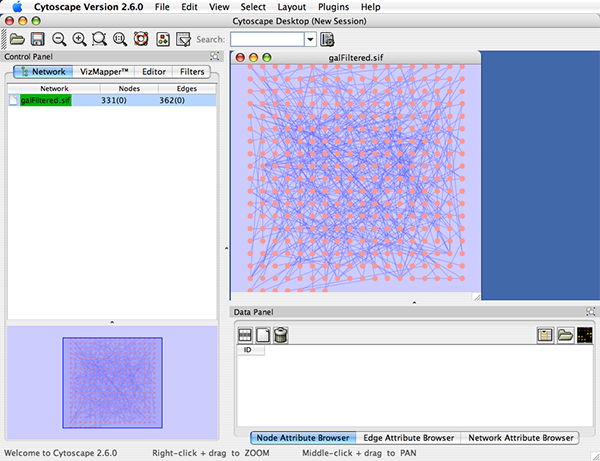 Cytoscape Version 2.6.0 File Edit View Select Layout Plugins Help
Cytoscape Desktop (New Session)
Search:
Control Panel
Network VizMapper™ Editor Filters
Network Nodes Edges
galFiltered.sif 331(0) 362(0)
galFiltered.sif
Data Panel
ID
Node Attribute Browser Edge Attribute Browser Network Attribute Browser
Welcome to Cytoscape 2.6.0 Right-click + drag to ZOOM Middle-click + drag to PAN